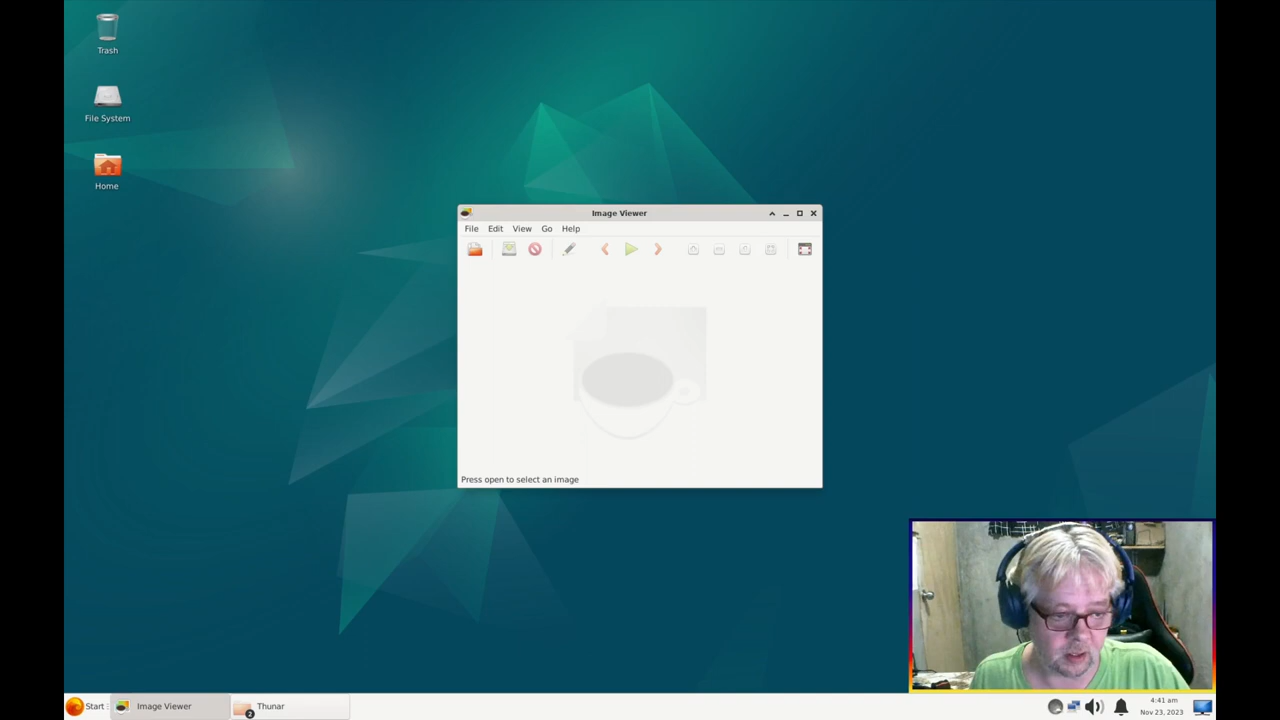 Trash
File System
Home
Image Viewer
File Edit View Go Help
Press open to select an image
Start
Image Viewer
2
Thunar
4:41 am
Nov 23, 2023